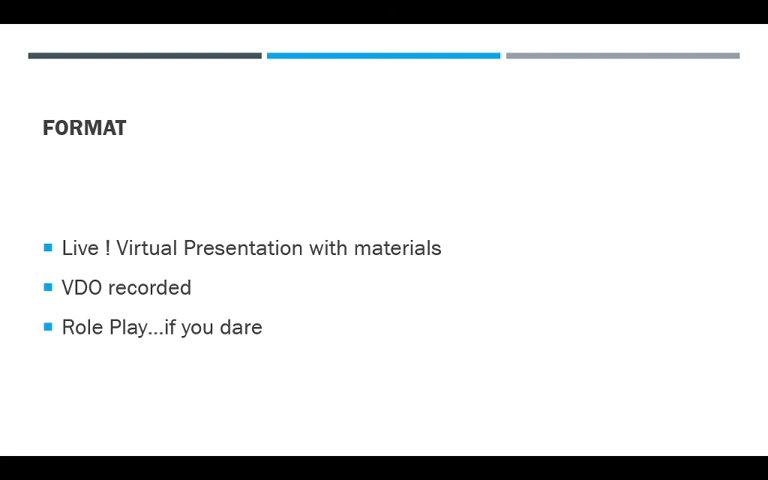 FORMAT
Live ! Virtual Presentation with materials
VDO recorded
Role Play...if you dare